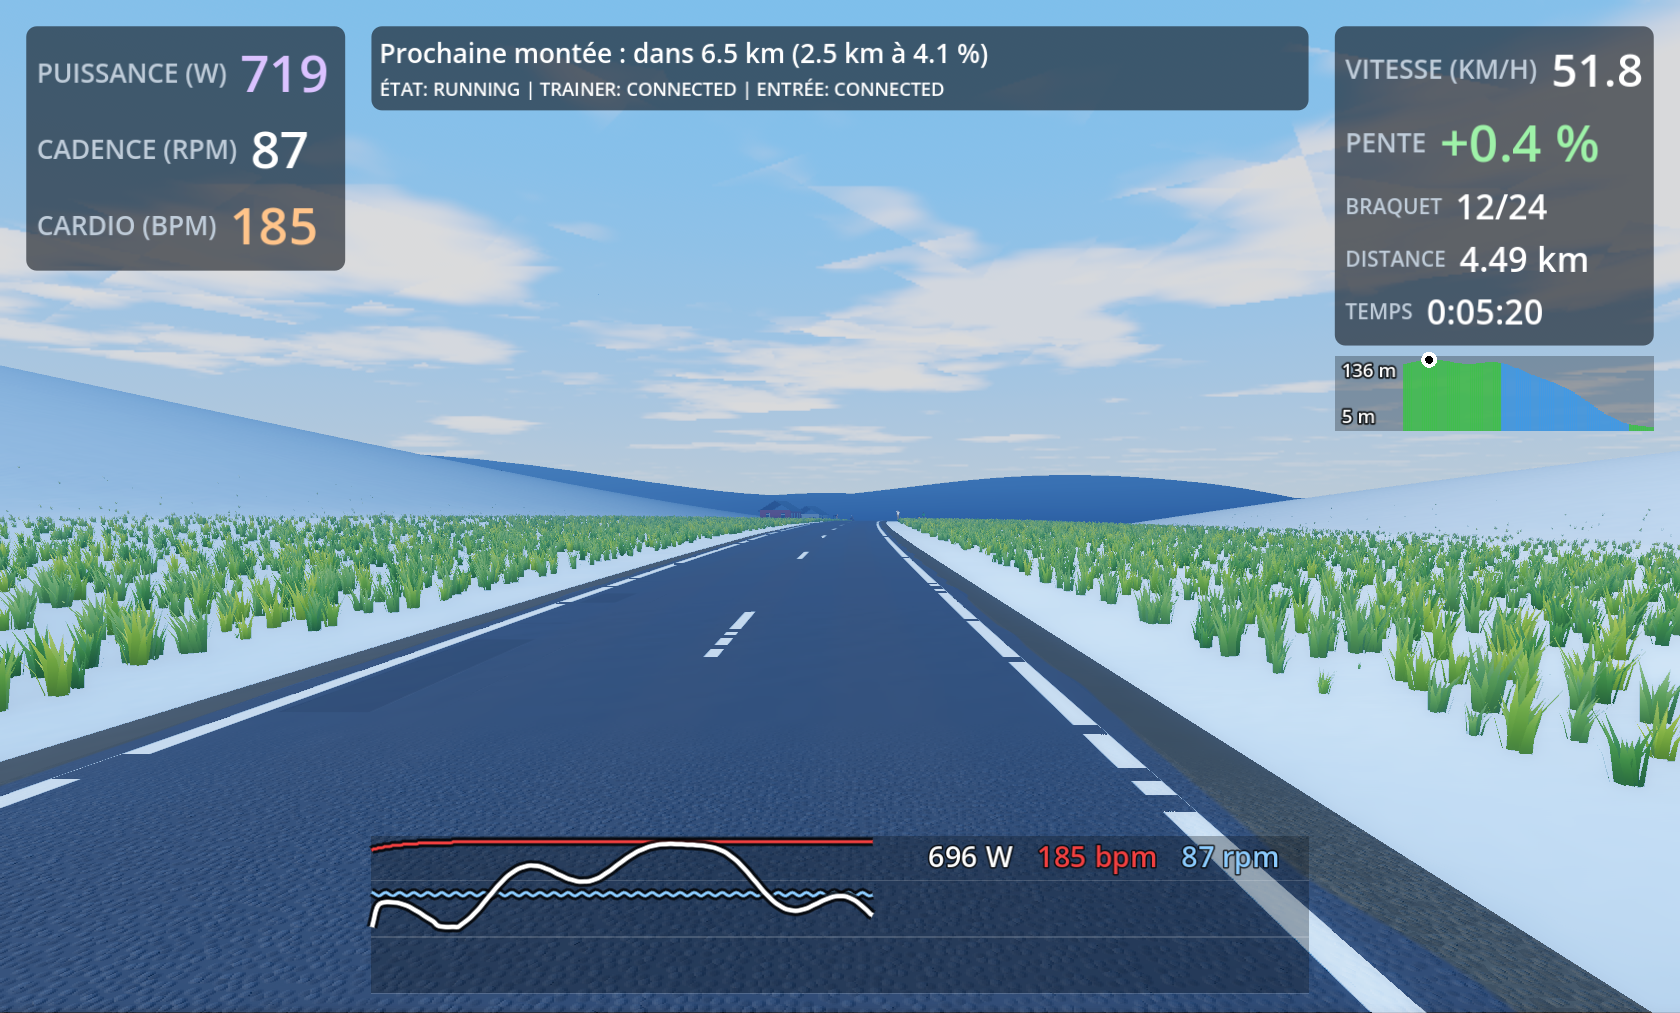 PUISSANCE (W) 719
CADENCE (RPM) 87
CARDIO (BPM) 185
Prochaine montée : dans 6.5 km (2.5 km à 4.1 %)
ÉTAT: RUNNING | TRAINER: CONNECTED | ENTRÉE: CONNECTED
VITESSE (KM/H) 51.8
PENTE +0.4 %
BRAQUET 12/24
DISTANCE 4.49 km
TEMPS 0:05:20
136 m
5 m
696 W 185 bpm 87 rpm